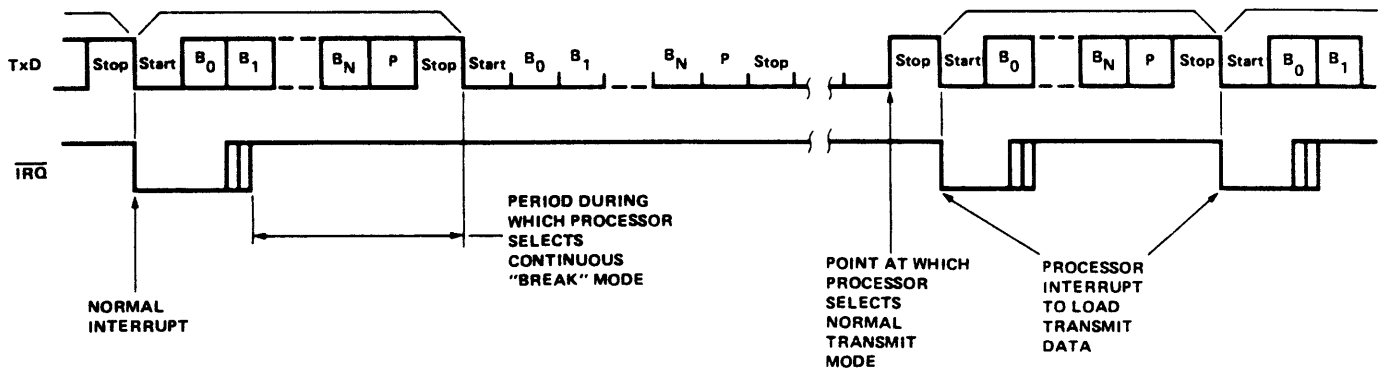 TxD Stop Start B0 B1 BN P Stop Start B0 B1 BN P Stop Stop Start B0 BN P Stop Start B0 B1
IRQ
NORMAL
INTERRUPT
PERIOD DURING
WHICH PROCESSOR
SELECTS
CONTINUOUS
"BREAK" MODE
POINT AT WHICH
PROCESSOR
SELECTS
NORMAL
TRANSMIT
MODE
PROCESSOR
INTERRUPT
TO LOAD
TRANSMIT
DATA